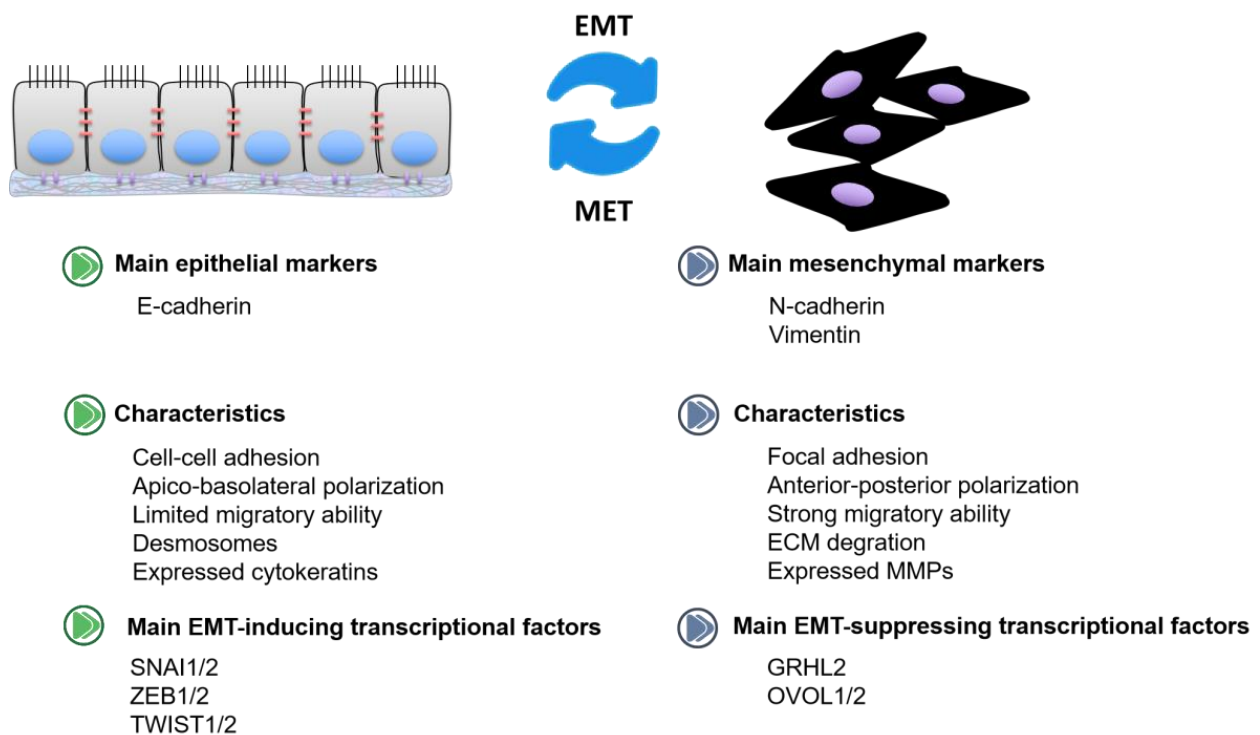 EMT
MET
Main epithelial markers
E-cadherin
Main mesenchymal markers
N-cadherin
Vimentin
Characteristics
Cell-cell adhesion
Apico-basolateral polarization
Limited migratory ability
Desmosomes
Expressed cytokeratins
Characteristics
Focal adhesion
Anterior-posterior polarization
Strong migratory ability
ECM degration
Expressed MMPs
Main EMT-inducing transcriptional factors
SNAI1/2
ZEB1/2
TWIST1/2
Main EMT-suppressing transcriptional factors
GRHL2
OVOL1/2